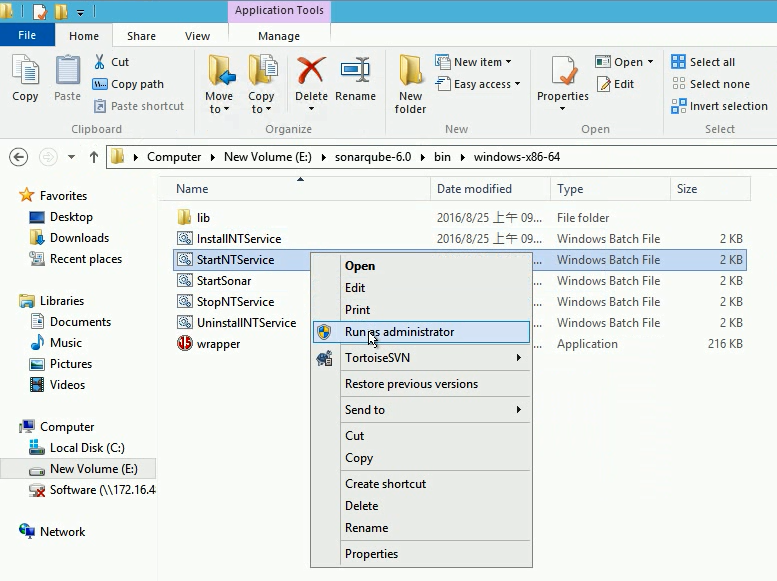 Application Tools
File Home Share View Manage
Copy
Paste
Cut
Copy path
Paste shortcut
Clipboard
Move to
Copy to
Delete
Rename
Organize
New folder
New item
Easy access
New
Properties
Open
Edit
Open
Select all
Select none
Invert selection
Select
Computer New Volume (E:) sonarqube-6.0 bin windows-x86-64
Favorites
Desktop
Downloads
Recent places
Libraries
Documents
Music
Pictures
Videos
Computer
Local Disk (C:)
New Volume (E:)
Software (\\172.16.4
Network
Name Date modified Type Size
lib 2016/8/25 上午 09... File folder
InstallNTService 2016/8/25 上午 09... Windows Batch File 2 KB
StartNTService ... Windows Batch File 2 KB
StartSonar ... Windows Batch File 2 KB
StopNTService ... Windows Batch File 2 KB
UninstallNTService ... Windows Batch File 2 KB
wrapper ... Application 216 KB
Open
Edit
Print
Run as administrator
TortoiseSVN
Restore previous versions
Send to
Cut
Copy
Create shortcut
Delete
Rename
Properties